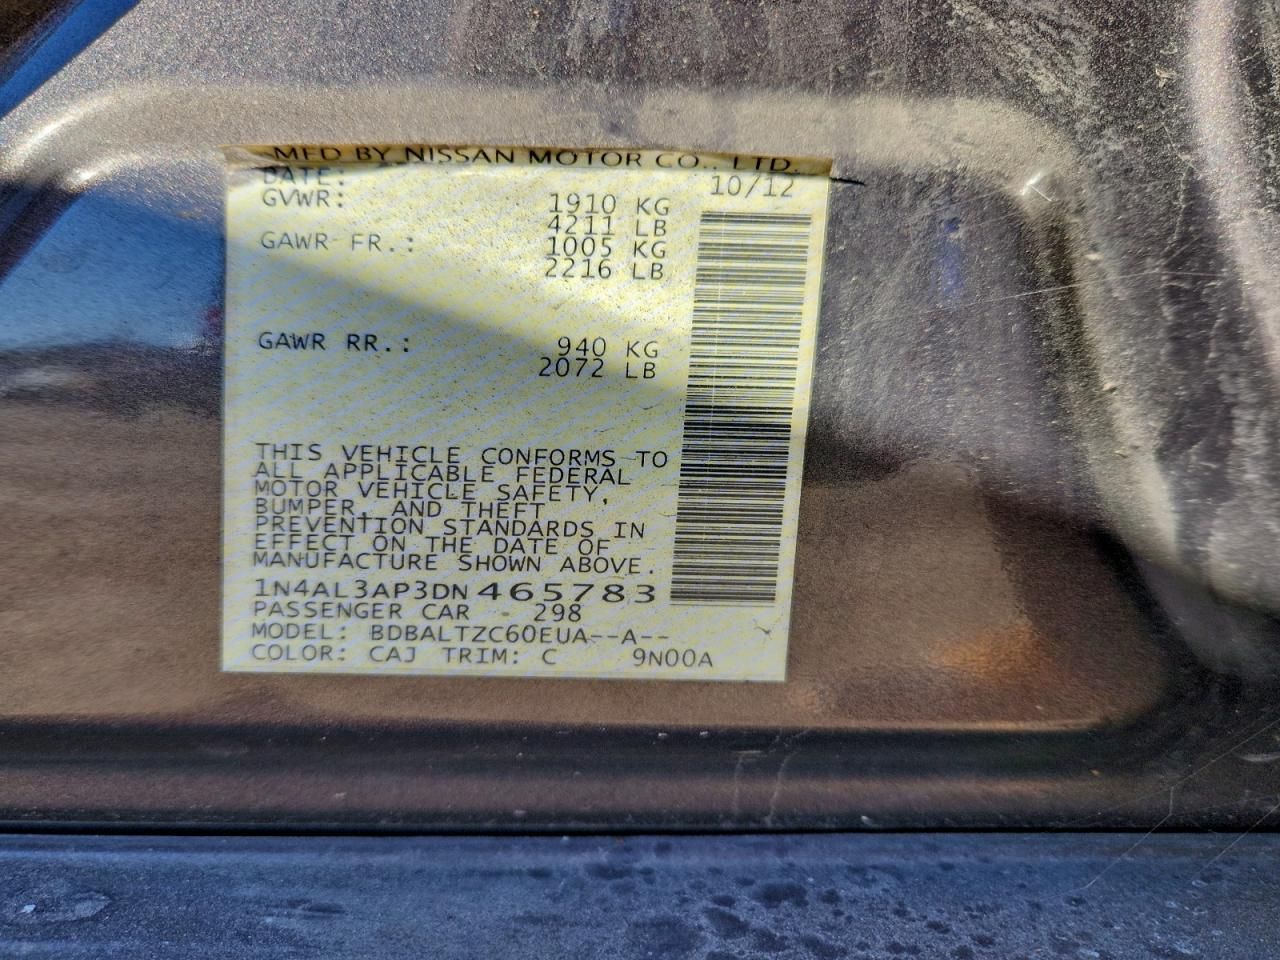 MFD BY NISSAN MOTOR CO., LTD.
DATE: 10/12
GVWR: 1910 KG
4211 LB
GAWR FR.: 1005 KG
2216 LB
GAWR RR.: 940 KG
2072 LB
THIS VEHICLE CONFORMS TO
ALL APPLICABLE FEDERAL
MOTOR VEHICLE SAFETY,
BUMPER, AND THEFT
PREVENTION STANDARDS IN
EFFECT ON THE DATE OF
MANUFACTURE SHOWN ABOVE.
1N4AL3AP3DN465783
PASSENGER CAR 298
MODEL: BDBALTZC60EUA--A--
COLOR: CAJ TRIM: C 9N00A